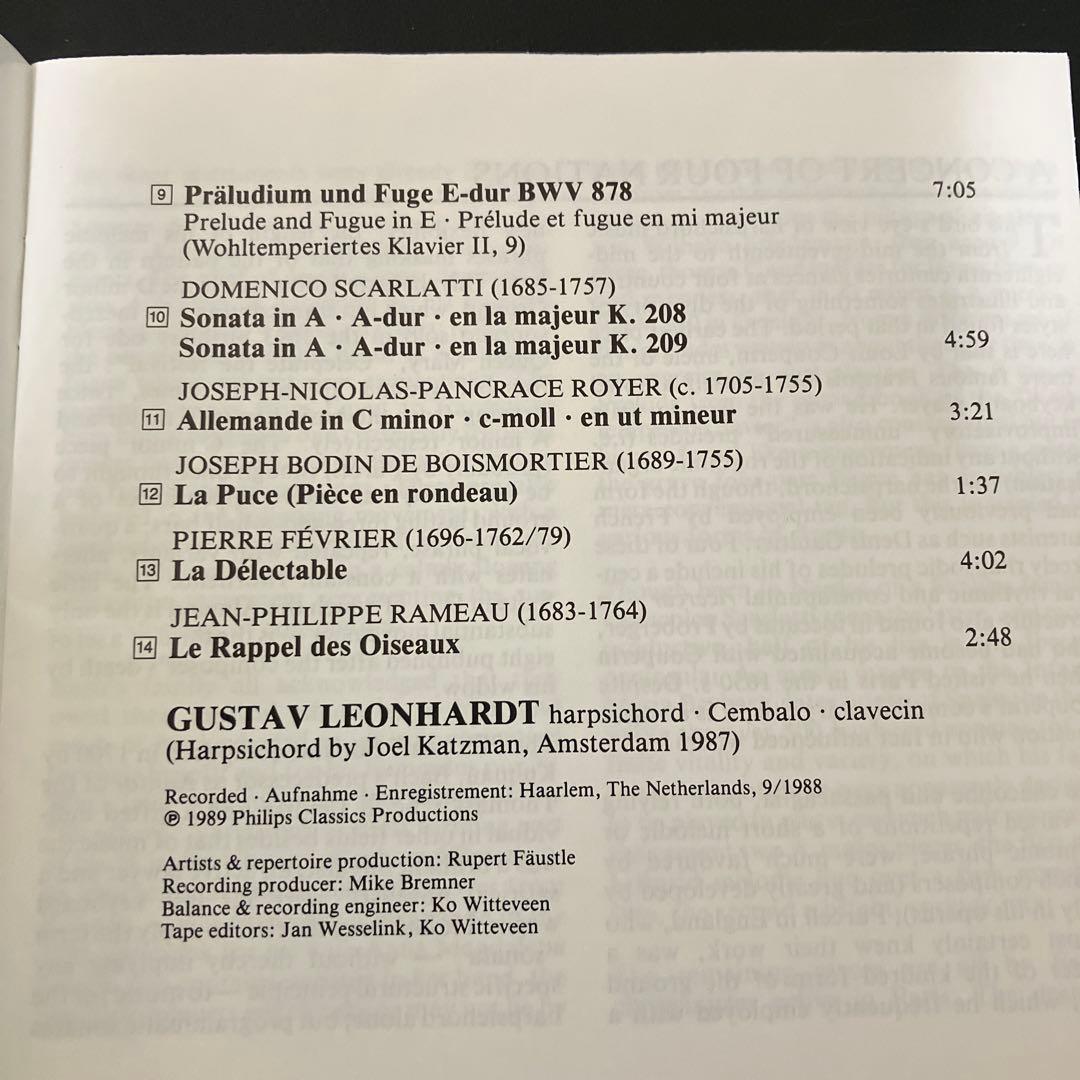 9 Präludium und Fuge E-dur BWV 878 7:05
Prelude and Fugue in E · Prélude et fugue en mi majeur
(Wohltemperiertes Klavier II, 9)
DOMENICO SCARLATTI (1685-1757)
10 Sonata in A · A-dur · en la majeur K. 208
Sonata in A · A-dur · en la majeur K. 209 4:59
JOSEPH-NICOLAS-PANCRACE ROYER (c. 1705-1755)
11 Allemande in C minor · c-moll · en ut mineur 3:21
JOSEPH BODIN DE BOISMORTIER (1689-1755)
12 La Puce (Pièce en rondeau) 1:37
PIERRE FÉVRIER (1696-1762/79)
13 La Délectable 4:02
JEAN-PHILIPPE RAMEAU (1683-1764)
14 Le Rappel des Oiseaux 2:48
GUSTAV LEONHARDT harpsichord · Cembalo · clavecin
(Harpsichord by Joel Katzman, Amsterdam 1987)
Recorded · Aufnahme · Enregistrement: Haarlem, The Netherlands, 9/1988
℗ 1989 Philips Classics Productions
Artists & repertoire production: Rupert Fäustle
Recording producer: Mike Bremner
Balance & recording engineer: Ko Witteveen
Tape editors: Jan Wesselink, Ko Witteveen